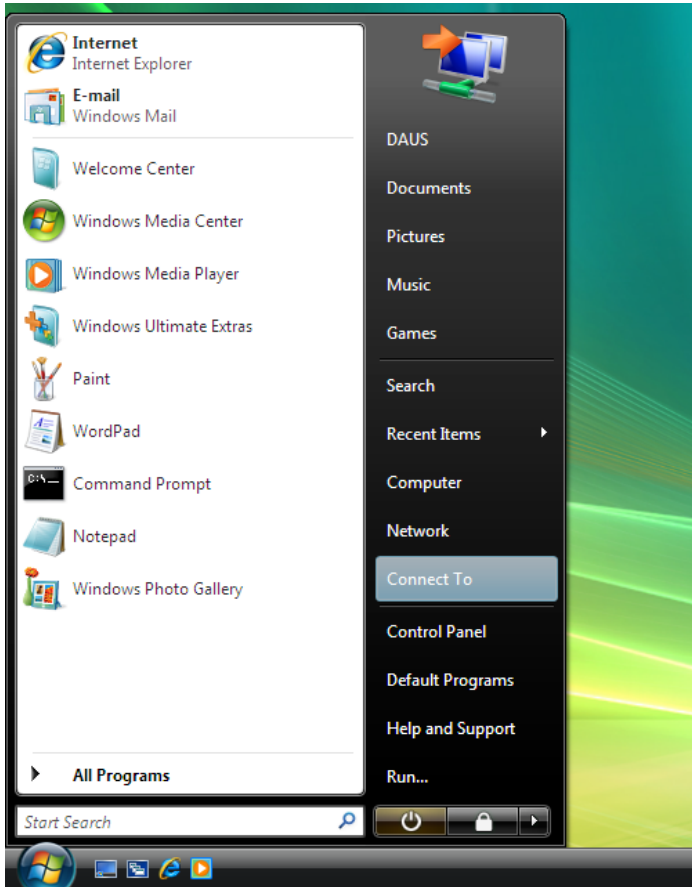 Internet
Internet Explorer
E-mail
Windows Mail
Welcome Center
Windows Media Center
Windows Media Player
Windows Ultimate Extras
Paint
WordPad
C:\_
Command Prompt
Notepad
Windows Photo Gallery
All Programs
Start Search
DAUS
Documents
Pictures
Music
Games
Search
Recent Items
Computer
Network
Connect To
Control Panel
Default Programs
Help and Support
Run...